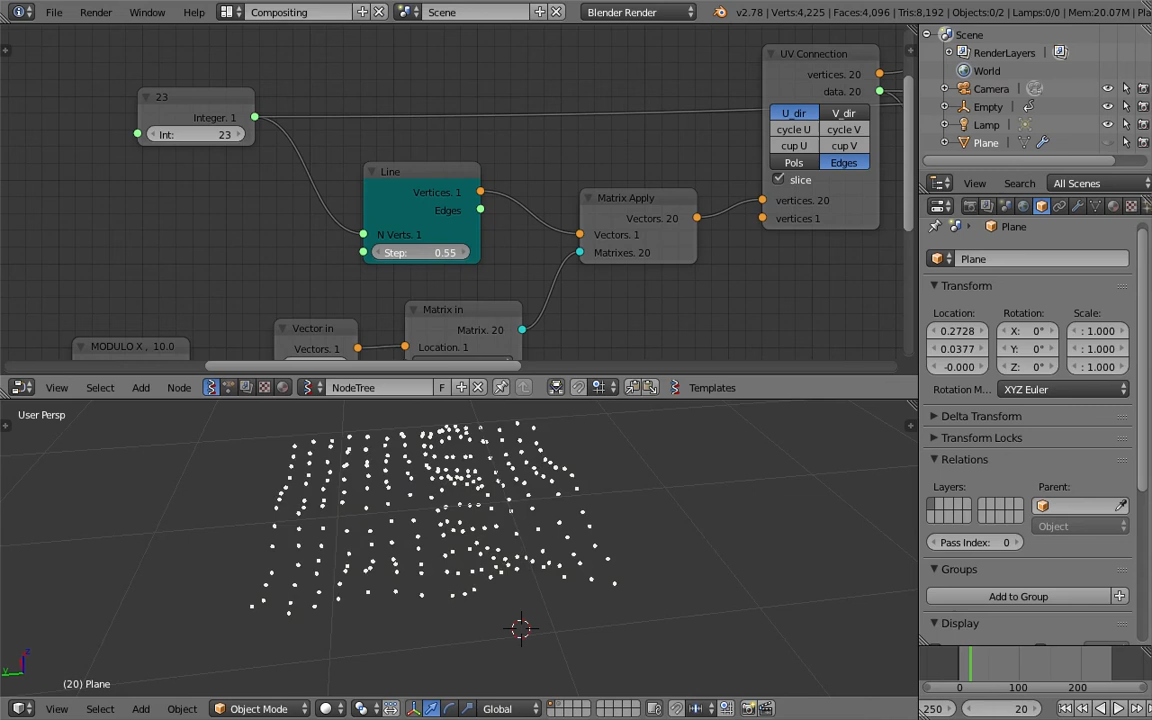 File
Render
Window
Help
Compositing
Scene
Blender Render
v2.78 | Verts:4,225 | Faces:4,096 | Tris:8,192 | Objects:0/2 | Lamps:0/0 | Mem:20.07M | Pla
23
Integer. 1
Int: 23
Line
Vertices. 1
Edges
N Verts. 1
Step: 0.55
Matrix Apply
Vectors. 20
Vectors. 1
Matrixes. 20
UV Connection
vertices. 20
data. 20
U_dir V_dir
cycle U cycle V
cup U cup V
Pols Edges
slice
vertices. 20
vertices 1
MODULO X , 10.0
Vector in
Vectors. 1
Matrix in
Matrix. 20
Location. 1
View Select Add Node
NodeTree
F
Templates
User Persp
(20) Plane
y
z
View Select Add Object
Object Mode
Global
Scene
RenderLayers
World
Camera
Empty
Lamp
Plane
View Search All Scenes
Plane
Plane
Transform
Location: Rotation: Scale:
0.2728 X: 0° : 1.000
0.0377 Y: 0° : 1.000
-0.000 Z: 0° : 1.000
Rotation M... XYZ Euler
Delta Transform
Transform Locks
Relations
Layers: Parent:
Object
Pass Index: 0
Groups
Add to Group
Display
0 100 200
250
20